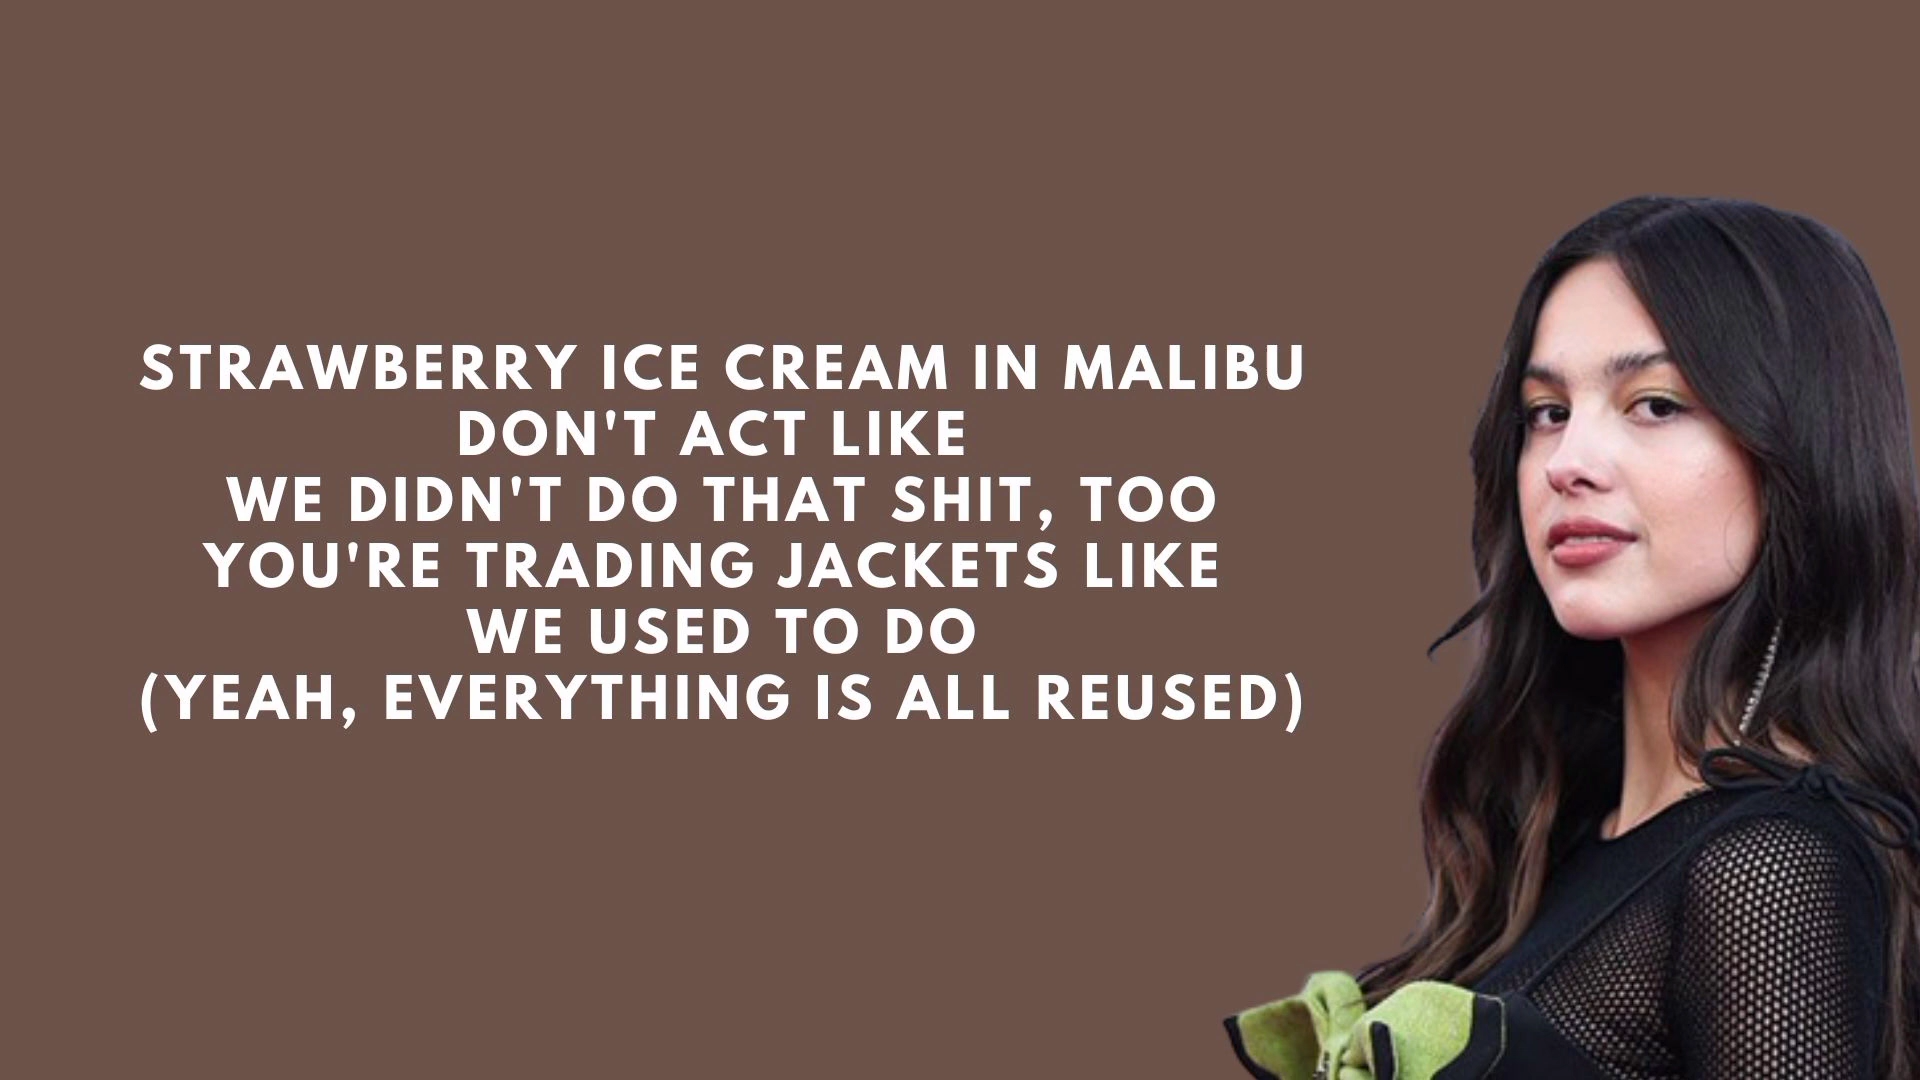 STRAWBERRY ICE CREAM IN MALIBU
DON'T ACT LIKE
WE DIDN'T DO THAT SHIT, TOO
YOU'RE TRADING JACKETS LIKE
WE USED TO DO
(YEAH, EVERYTHING IS ALL REUSED)